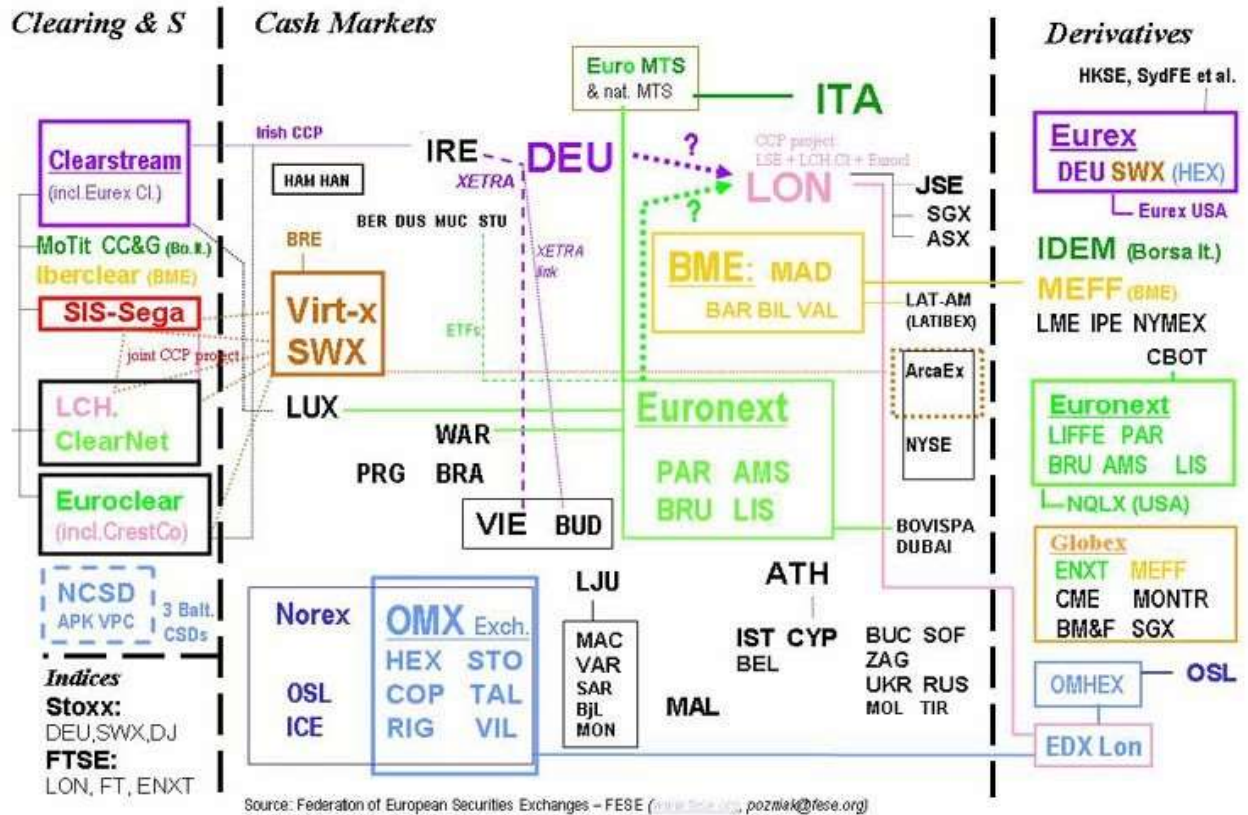 Clearing & S
Cash Markets
Derivatives
Euro MTS
& nat. MTS
ITA
HKSE, SydFE et al.
Clearstream
(incl.Eurex Cl.)
Irish CCP
IRE
DEU
?
CCP project
LSE + LCH.Cl +
LON
Eurex
DEU SWX (HEX)
Eurex USA
HAM HAN
XETRA
JSE
SGX
ASX
BER DUS MUC STU
?
MoTit CC&G
Iberclear (BME)
BRE
XETRA
link
BME: MAD
BAR BIL VAL
IDEM (Borsa It.)
MEFF (BME)
SIS-Sega
Virt-x
SWX
ETFs
LAT-AM
(LATIBEX)
LME IPE NYMEX
joint CCP project
ArcaEx
CBOT
LCH.
ClearNet
LUX
WAR
PRG BRA
Euronext
PAR AMS
BRU LIS
NYSE
Euronext
LIFFE PAR
BRU AMS LIS
NQLX (USA)
Euroclear
(incl.CrestCo)
VIE BUD
BOVISPA
DUBAI
Globex
ENXT MEFF
CME MONTR
BM&F SGX
NCSD
APK VPC
3 Balt.
CSDs
Norex
OSL
ICE
OMX Exch.
HEX STO
COP TAL
RIG VIL
LJU
MAC
VAR
SAR
BjL
MON
ATH
IST CYP
BEL
MAL
BUC SOF
ZAG
UKR RUS
MOL TIR
OMHEX
OSL
EDX Lon
Indices
Stoxx:
DEU,SWX,DJ
FTSE:
LON, FT, ENXT
Source: Federation of European Securities Exchanges – FESE (www.fese.org, pozniak@fese.org)